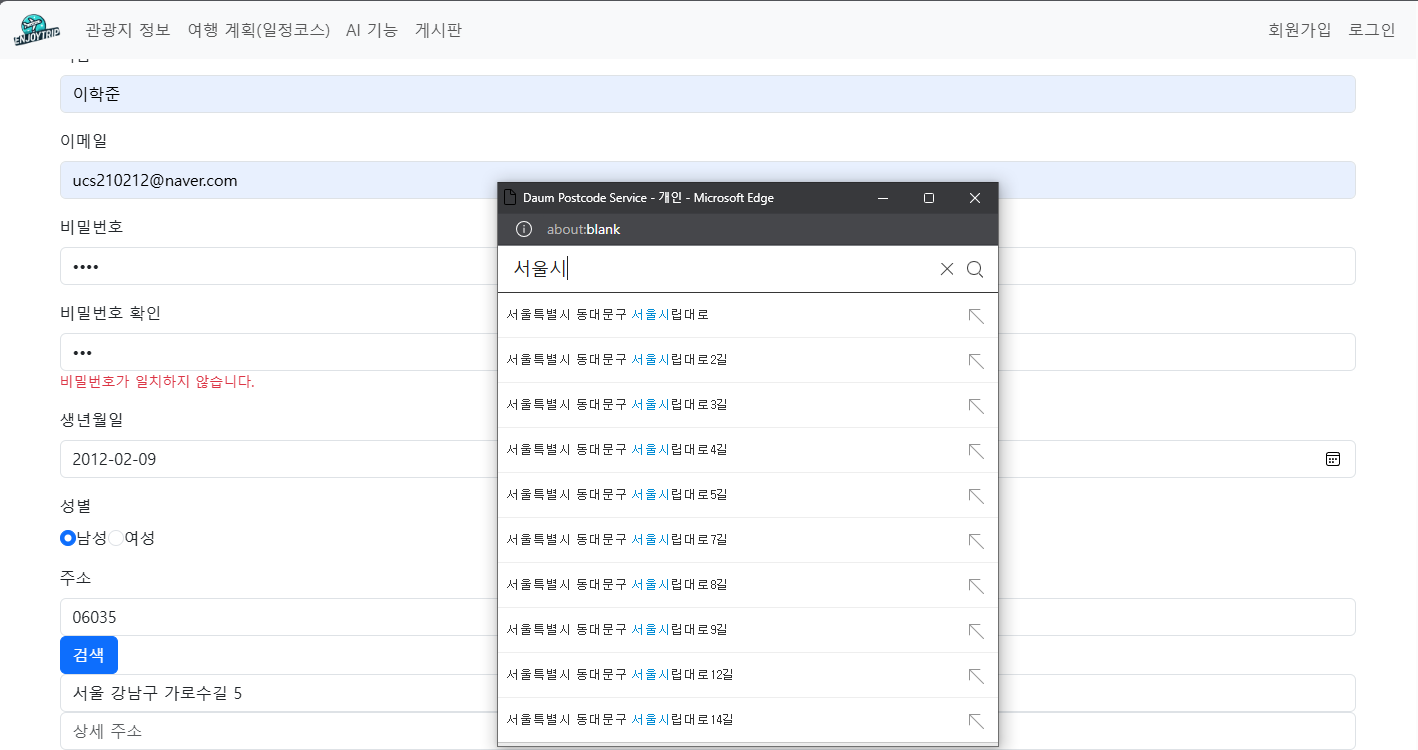 ENJOYTRIP 관광지 정보 여행 계획(일정코스) AI 기능 게시판 회원가입 로그인
이학준
이메일
ucs210212@naver.com
비밀번호
••••
비밀번호 확인
•••
비밀번호가 일치하지 않습니다.
생년월일
2012-02-09
성별
남성 여성
주소
06035
검색
서울 강남구 가로수길 5
상세 주소
Daum Postcode Service - 개인 - Microsoft Edge
about:blank
서울시
서울특별시 동대문구 서울시립대로
서울특별시 동대문구 서울시립대로2길
서울특별시 동대문구 서울시립대로3길
서울특별시 동대문구 서울시립대로4길
서울특별시 동대문구 서울시립대로5길
서울특별시 동대문구 서울시립대로7길
서울특별시 동대문구 서울시립대로8길
서울특별시 동대문구 서울시립대로9길
서울특별시 동대문구 서울시립대로12길
서울특별시 동대문구 서울시립대로14길